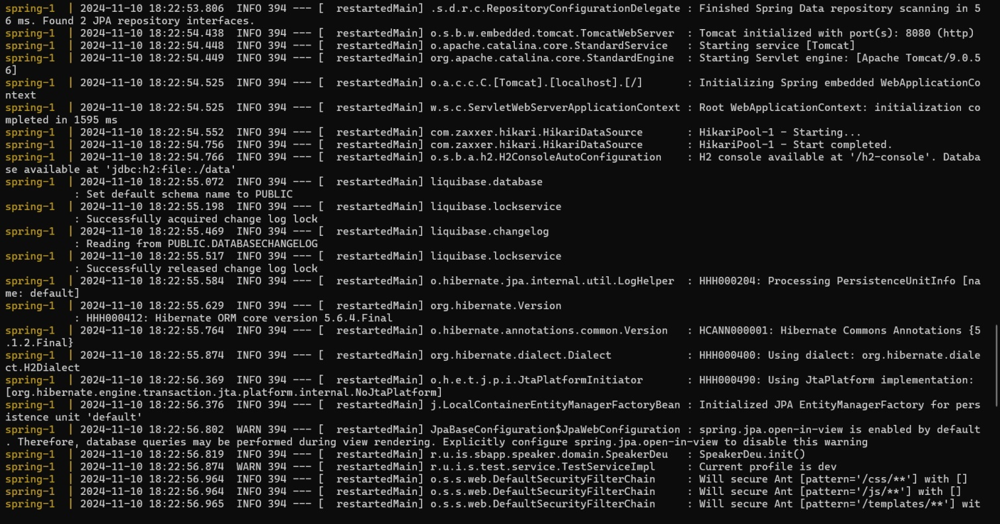 spring-1  | 2024-11-10 18:22:53.806  INFO 394 --- [  restartedMain] .s.d.r.c.RepositoryConfigurationDelegate : Finished Spring Data repository scanning in 5
6 ms. Found 2 JPA repository interfaces.
spring-1  | 2024-11-10 18:22:54.438  INFO 394 --- [  restartedMain] o.s.b.w.embedded.tomcat.TomcatWebServer  : Tomcat initialized with port(s): 8080 (http)
spring-1  | 2024-11-10 18:22:54.448  INFO 394 --- [  restartedMain] o.apache.catalina.core.StandardService   : Starting service [Tomcat]
spring-1  | 2024-11-10 18:22:54.449  INFO 394 --- [  restartedMain] org.apache.catalina.core.StandardEngine  : Starting Servlet engine: [Apache Tomcat/9.0.5
6]
spring-1  | 2024-11-10 18:22:54.525  INFO 394 --- [  restartedMain] o.a.c.c.C.[Tomcat].[localhost].[/]       : Initializing Spring embedded WebApplicationCo
ntext
spring-1  | 2024-11-10 18:22:54.525  INFO 394 --- [  restartedMain] w.s.c.ServletWebServerApplicationContext : Root WebApplicationContext: initialization co
mpleted in 1595 ms
spring-1  | 2024-11-10 18:22:54.552  INFO 394 --- [  restartedMain] com.zaxxer.hikari.HikariDataSource       : HikariPool-1 - Starting...
spring-1  | 2024-11-10 18:22:54.756  INFO 394 --- [  restartedMain] com.zaxxer.hikari.HikariDataSource       : HikariPool-1 - Start completed.
spring-1  | 2024-11-10 18:22:54.766  INFO 394 --- [  restartedMain] o.s.b.a.h2.H2ConsoleAutoConfiguration    : H2 console available at '/h2-console'. Databa
se available at 'jdbc:h2:file:./data'
spring-1  | 2024-11-10 18:22:55.072  INFO 394 --- [  restartedMain] liquibase.database
           : Set default schema name to PUBLIC
spring-1  | 2024-11-10 18:22:55.198  INFO 394 --- [  restartedMain] liquibase.lockservice
           : Successfully acquired change log lock
spring-1  | 2024-11-10 18:22:55.469  INFO 394 --- [  restartedMain] liquibase.changelog
           : Reading from PUBLIC.DATABASECHANGELOG
spring-1  | 2024-11-10 18:22:55.517  INFO 394 --- [  restartedMain] liquibase.lockservice
           : Successfully released change log lock
spring-1  | 2024-11-10 18:22:55.584  INFO 394 --- [  restartedMain] o.hibernate.jpa.internal.util.LogHelper  : HHH000204: Processing PersistenceUnitInfo [na
me: default]
spring-1  | 2024-11-10 18:22:55.629  INFO 394 --- [  restartedMain] org.hibernate.Version
           : HHH000412: Hibernate ORM core version 5.6.4.Final
spring-1  | 2024-11-10 18:22:55.764  INFO 394 --- [  restartedMain] o.hibernate.annotations.common.Version   : HCANN000001: Hibernate Commons Annotations {5
.1.2.Final}
spring-1  | 2024-11-10 18:22:55.874  INFO 394 --- [  restartedMain] org.hibernate.dialect.Dialect            : HHH000400: Using dialect: org.hibernate.diale
ct.H2Dialect
spring-1  | 2024-11-10 18:22:56.369  INFO 394 --- [  restartedMain] o.h.e.t.j.p.i.JtaPlatformInitiator       : HHH000490: Using JtaPlatform implementation:
[org.hibernate.engine.transaction.jta.platform.internal.NoJtaPlatform]
spring-1  | 2024-11-10 18:22:56.376  INFO 394 --- [  restartedMain] j.LocalContainerEntityManagerFactoryBean : Initialized JPA EntityManagerFactory for pers
istence unit 'default'
spring-1  | 2024-11-10 18:22:56.802  WARN 394 --- [  restartedMain] JpaBaseConfiguration$JpaWebConfiguration : spring.jpa.open-in-view is enabled by default
. Therefore, database queries may be performed during view rendering. Explicitly configure spring.jpa.open-in-view to disable this warning
spring-1  | 2024-11-10 18:22:56.819  INFO 394 --- [  restartedMain] r.u.is.sbapp.speaker.domain.SpeakerDeu   : SpeakerDeu.init()
spring-1  | 2024-11-10 18:22:56.874  WARN 394 --- [  restartedMain] r.u.i.s.test.service.TestServiceImpl     : Current profile is dev
spring-1  | 2024-11-10 18:22:56.964  INFO 394 --- [  restartedMain] o.s.s.web.DefaultSecurityFilterChain     : Will secure Ant [pattern='/css/**'] with []
spring-1  | 2024-11-10 18:22:56.964  INFO 394 --- [  restartedMain] o.s.s.web.DefaultSecurityFilterChain     : Will secure Ant [pattern='/js/**'] with []
spring-1  | 2024-11-10 18:22:56.965  INFO 394 --- [  restartedMain] o.s.s.web.DefaultSecurityFilterChain     : Will secure Ant [pattern='/templates/**'] wit